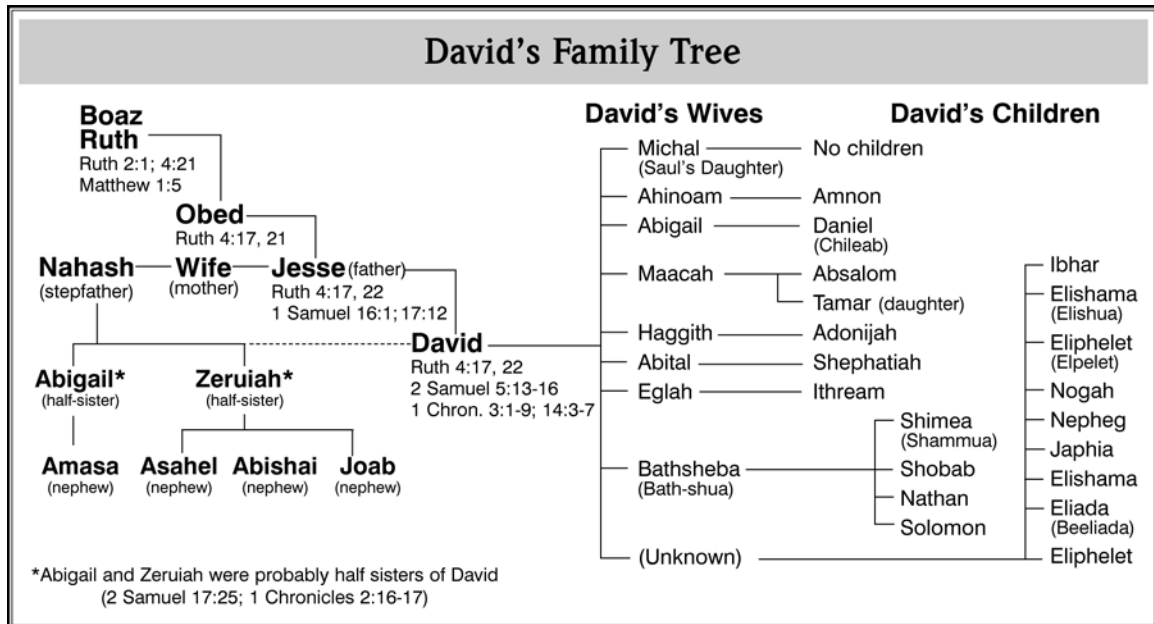 David's Family Tree
Boaz
Ruth
Ruth 2:1; 4:21
Matthew 1:5
Obed
Ruth 4:17, 21
Nahash
(stepfather)
Wife
(mother)
Jesse (father)
Ruth 4:17, 22
1 Samuel 16:1; 17:12
David
Ruth 4:17, 22
2 Samuel 5:13-16
1 Chron. 3:1-9; 14:3-7
Abigail*
(half-sister)
Zeruiah*
(half-sister)
Amasa
(nephew)
Asahel
(nephew)
Abishai
(nephew)
Joab
(nephew)
*Abigail and Zeruiah were probably half sisters of David
(2 Samuel 17:25; 1 Chronicles 2:16-17)
David's Wives
David's Children
Michal
(Saul's Daughter)
No children
Ahinoam
Amnon
Abigail
Daniel
(Chileab)
Maacah
Absalom
Tamar (daughter)
Haggith
Adonijah
Abital
Shephatiah
Eglah
Ithream
Bathsheba
(Bath-shua)
Shimea
(Shammua)
Shobab
Nathan
Solomon
(Unknown)
Ibhar
Elishama
(Elishua)
Eliphelet
(Elpelet)
Nogah
Nepheg
Japhia
Elishama
Eliada
(Beeliada)
Eliphelet